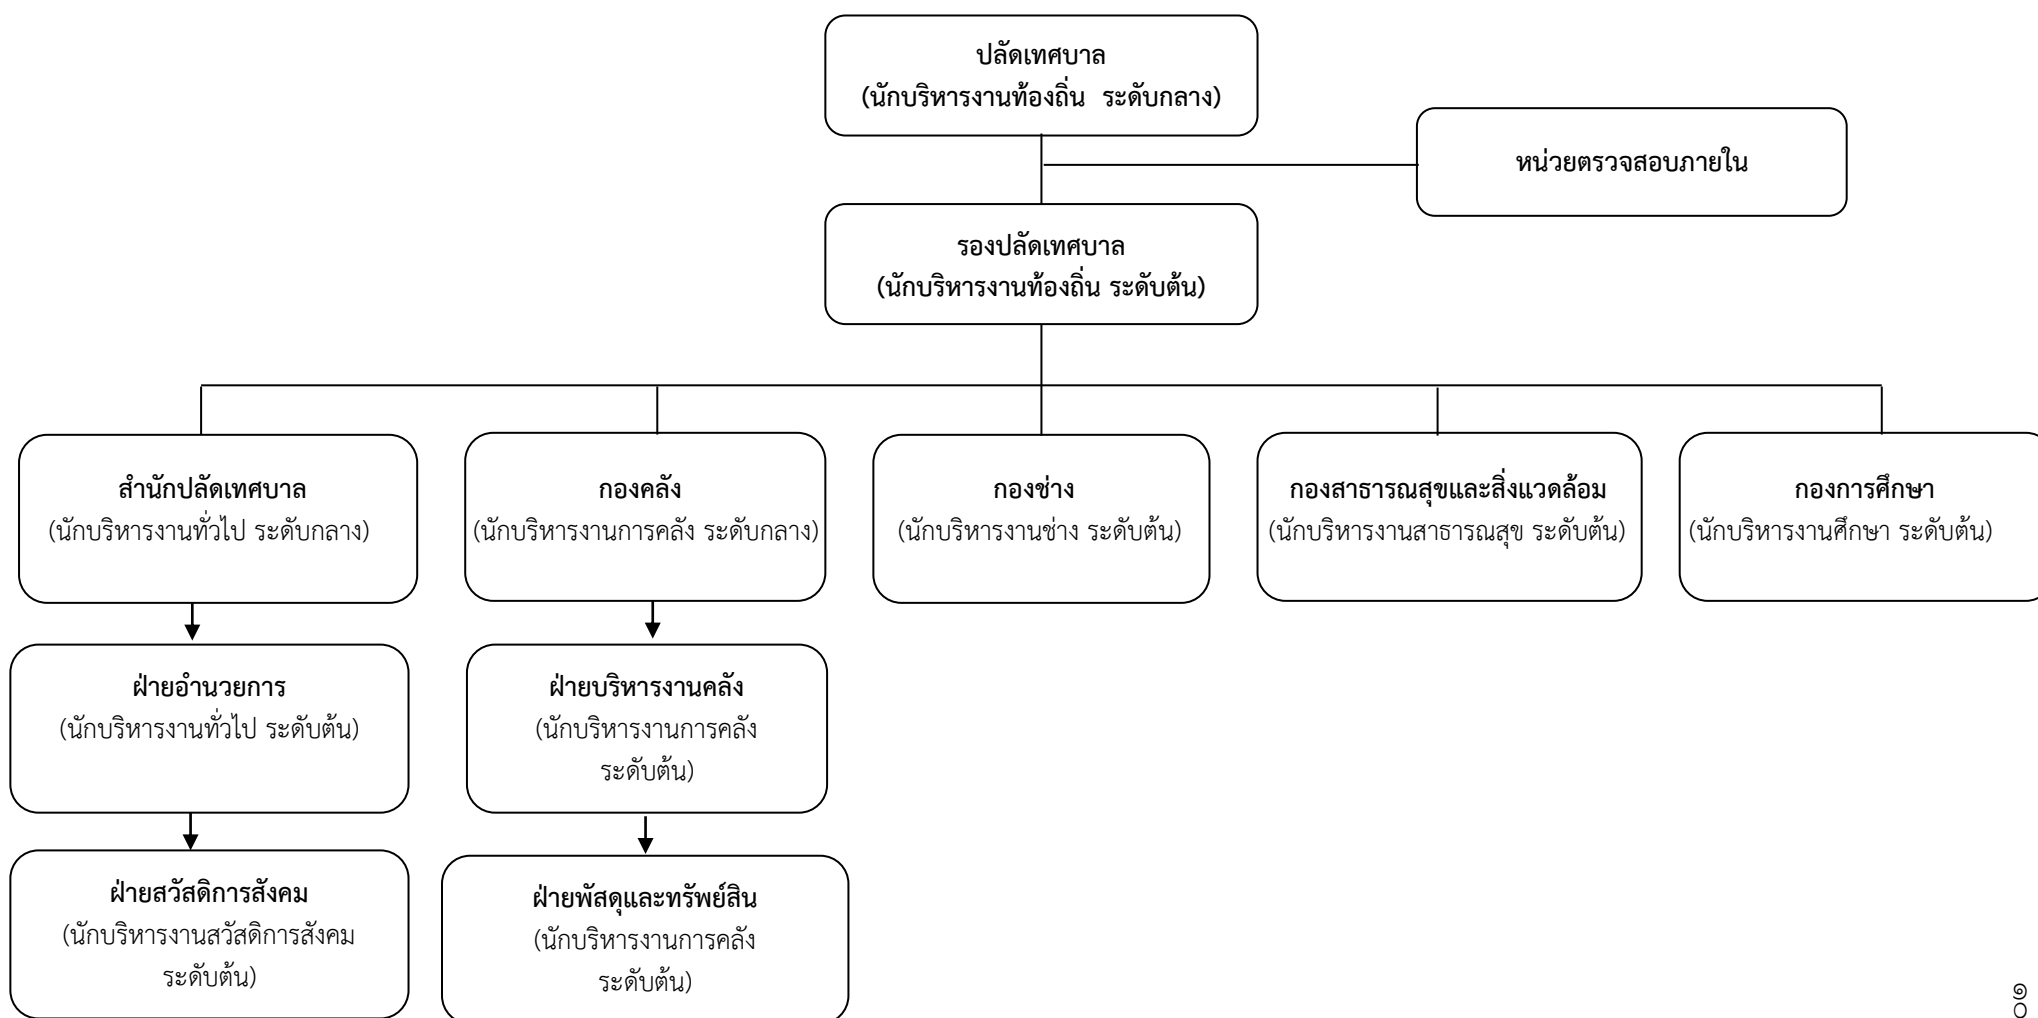 ปลัดเทศบาล
(นักบริหารงานท้องถิ่น  ระดับกลาง)
หน่วยตรวจสอบภายใน
รองปลัดเทศบาล
(นักบริหารงานท้องถิ่น ระดับต้น)
สำนักปลัดเทศบาล
(นักบริหารงานทั่วไป ระดับกลาง)
กองคลัง
(นักบริหารงานการคลัง ระดับกลาง)
กองช่าง
(นักบริหารงานช่าง ระดับต้น)
กองสาธารณสุขและสิ่งแวดล้อม
(นักบริหารงานสาธารณสุข ระดับต้น)
กองการศึกษา
(นักบริหารงานศึกษา ระดับต้น)
ฝ่ายอำนวยการ
(นักบริหารงานทั่วไป ระดับต้น)
ฝ่ายบริหารงานคลัง
(นักบริหารงานการคลัง
ระดับต้น)
ฝ่ายสวัสดิการสังคม
(นักบริหารงานสวัสดิการสังคม
ระดับต้น)
ฝ่ายพัสดุและทรัพย์สิน
(นักบริหารงานการคลัง
ระดับต้น)
๑๐